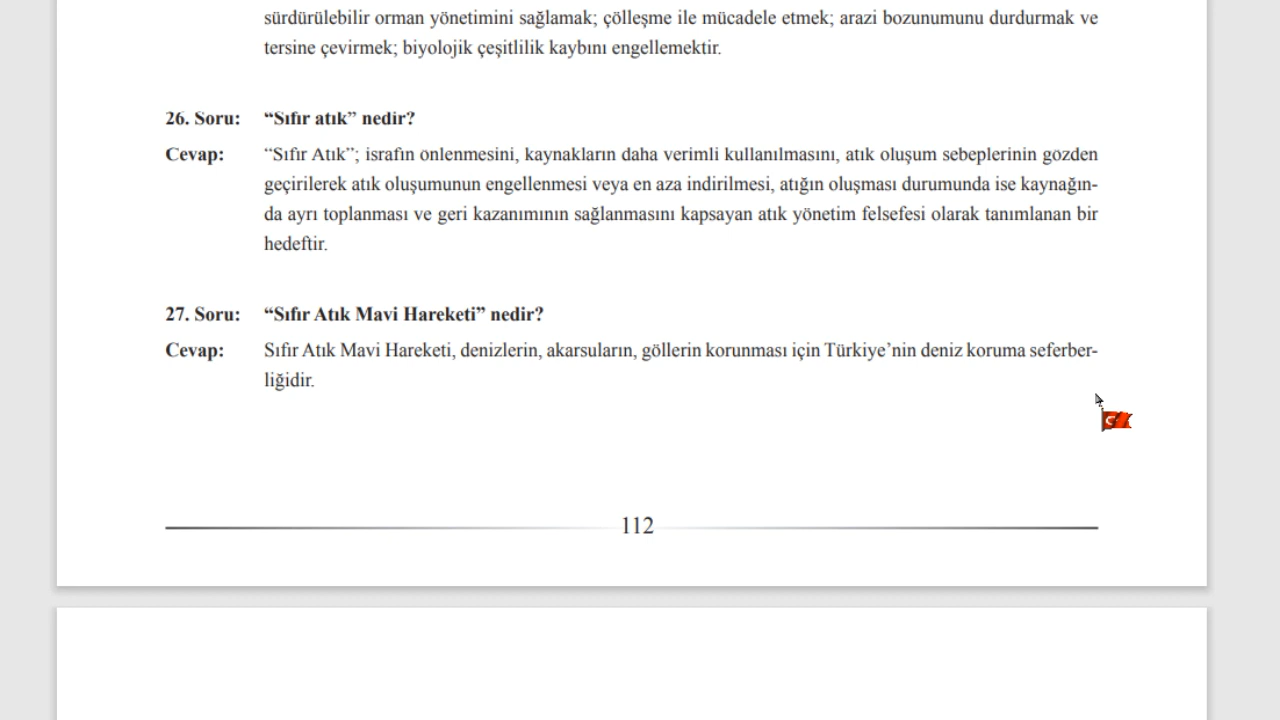 sürdürülebilir orman yönetimini sağlamak; çölleşme ile mücadele etmek; arazi bozunumunu durdurmak ve
tersine çevirmek; biyolojik çeşitlilik kaybını engellemektir.
26. Soru: “Sıfır atık” nedir?
Cevap: “Sıfır Atık”; israfın önlenmesini, kaynakların daha verimli kullanılmasını, atık oluşum sebeplerinin gözden
geçirilerek atık oluşumunun engellenmesi veya en aza indirilmesi, atığın oluşması durumunda ise kaynağın-
da ayrı toplanması ve geri kazanımının sağlanmasını kapsayan atık yönetim felsefesi olarak tanımlanan bir
hedeftir.
27. Soru: “Sıfır Atık Mavi Hareketi” nedir?
Cevap: Sıfır Atık Mavi Hareketi, denizlerin, akarsuların, göllerin korunması için Türkiye’nin deniz koruma seferber-
liğidir.
112